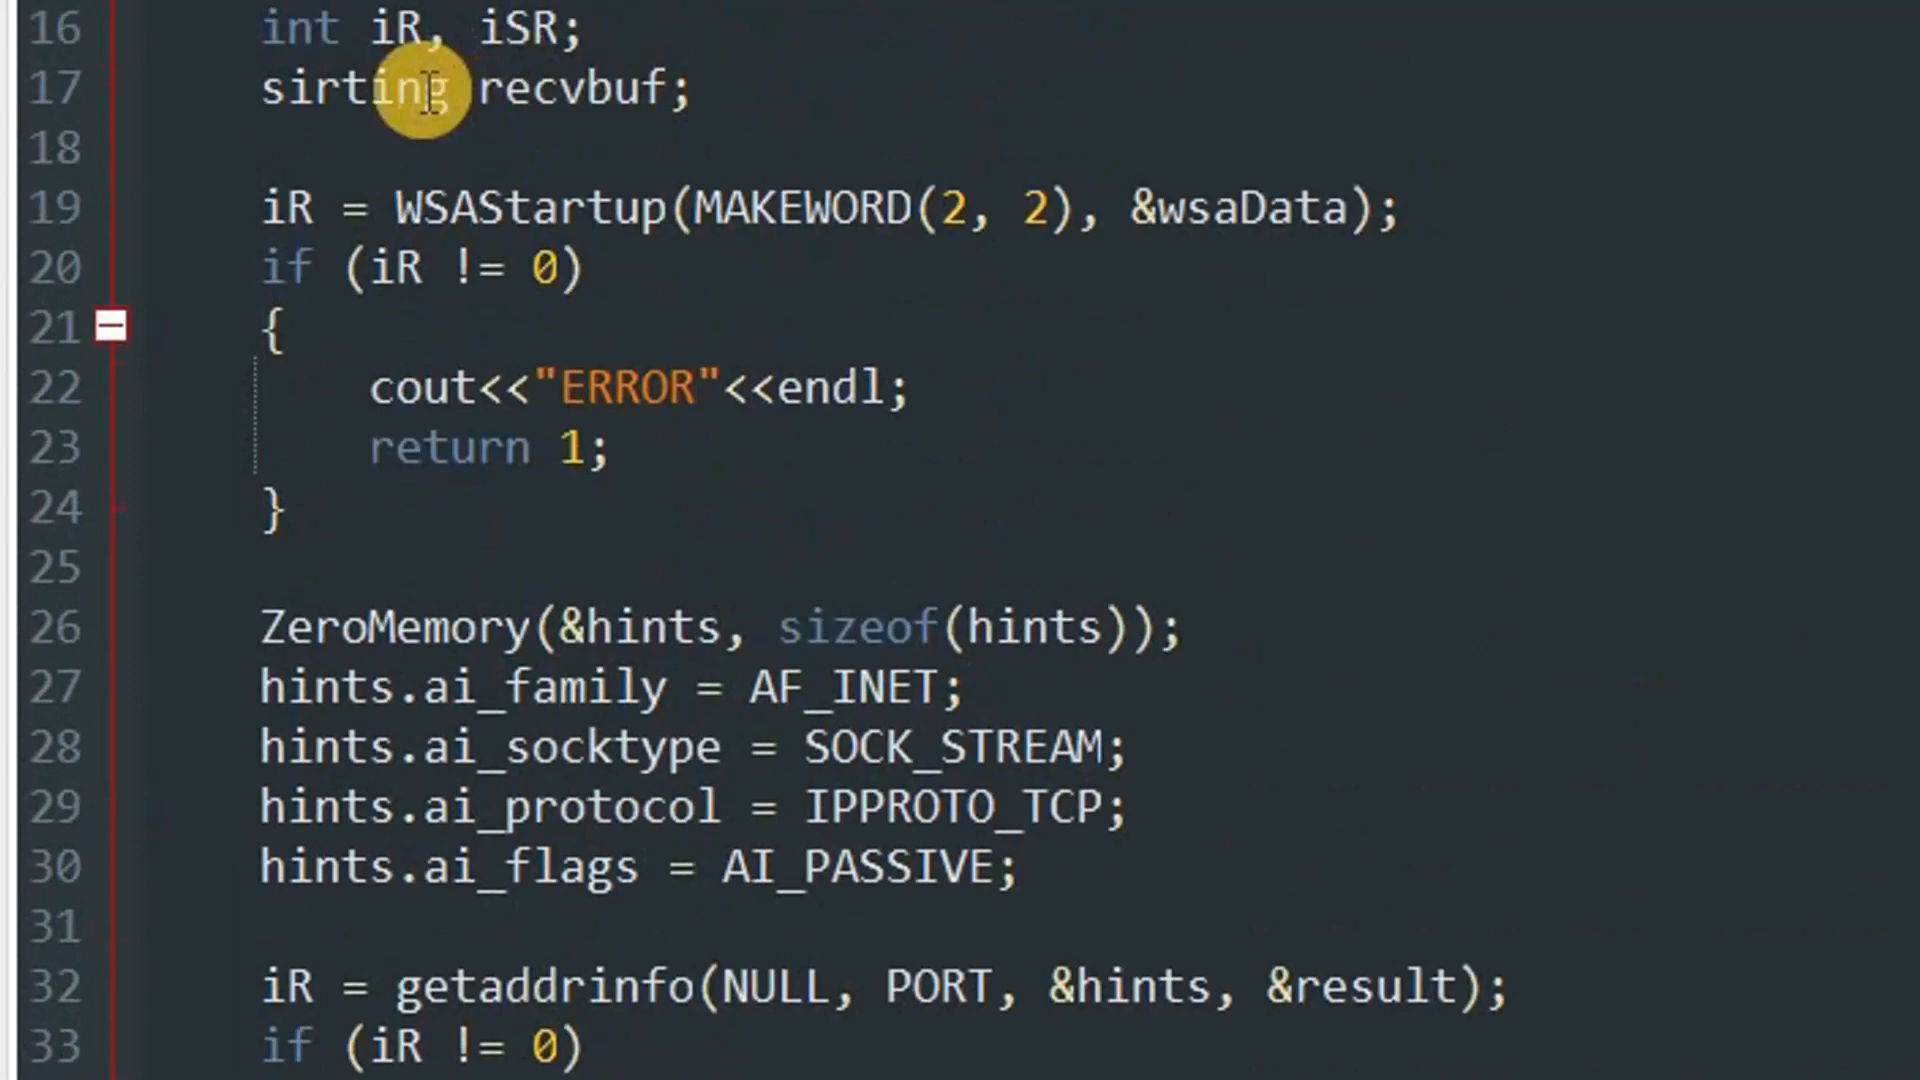 16 int iR, iSR;
17 sirting recvbuf;
18
19 iR = WSAStartup(MAKEWORD(2, 2), &wsaData);
20 if (iR != 0)
21 {
22 cout<<"ERROR"<<endl;
23 return 1;
24 }
25
26 ZeroMemory(&hints, sizeof(hints));
27 hints.ai_family = AF_INET;
28 hints.ai_socktype = SOCK_STREAM;
29 hints.ai_protocol = IPPROTO_TCP;
30 hints.ai_flags = AI_PASSIVE;
31
32 iR = getaddrinfo(NULL, PORT, &hints, &result);
33 if (iR != 0)